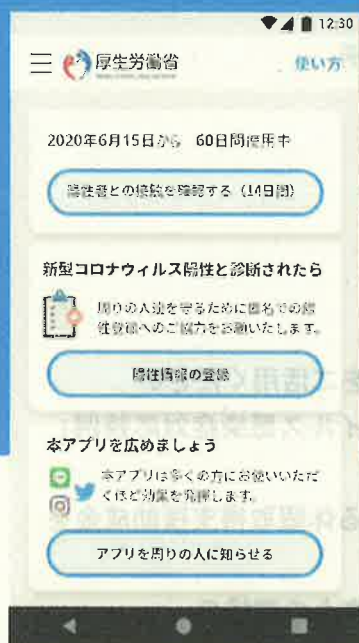 12:30
厚生労働省
使い方
2020年6月15日から 60日間使用中
陽性者との接触を確認する（14日間）
新型コロナウィルス陽性と診断されたら
周りの人達を守るために匿名での陽
性登録へのご協力をお願いいたします。
陽性情報の登録
本アプリを広めましょう
本アプリは多くの方にお使いいただ
くほど効果を発揮します。
アプリを周りの人に知らせる